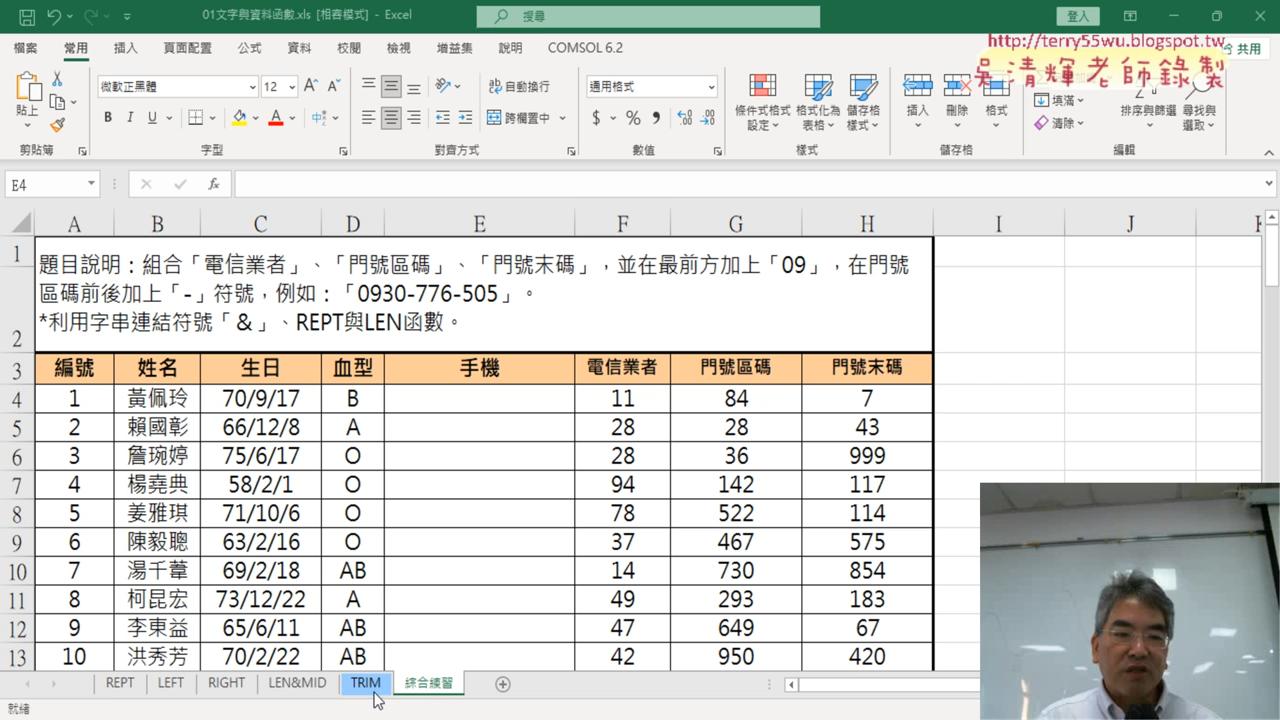 01文字與資料函數.xls [相容模式] - Excel
搜尋
登入
http://terry55wu.blogspot.tw
吳清輝老師錄製
檔案 常用 插入 頁面配置 公式 資料 校閱 檢視 增益集 說明 COMSOL 6.2
共用
微軟正黑體 12
自動換行
通用格式
貼上
B I U
跨欄置中
條件式格式設定
格式化為表格
儲存格樣式
插入 刪除 格式
填滿
清除
排序與篩選
尋找與選取
剪貼簿 字型 對齊方式 數值 樣式 儲存格 編輯
E4
fx
A B C D E F G H I J K
1 題目說明：組合「電信業者」、「門號區碼」、「門號末碼」，並在最前方加上「09」，在門號
區碼前後加上「-」符號，例如：「0930-776-505」。
2 *利用字串連結符號「&」、REPT與LEN函數。
3 編號 姓名 生日 血型 手機 電信業者 門號區碼 門號末碼
4 1 黃佩玲 70/9/17 B 11 84 7
5 2 賴國彰 66/12/8 A 28 28 43
6 3 詹琬婷 75/6/17 O 28 36 999
7 4 楊堯典 58/2/1 O 94 142 117
8 5 姜雅琪 71/10/6 O 78 522 114
9 6 陳毅聰 63/2/16 O 37 467 575
10 7 湯千葦 69/2/18 AB 14 730 854
11 8 柯昆宏 73/12/22 A 49 293 183
12 9 李東益 65/6/11 AB 47 649 67
13 10 洪秀芳 70/2/22 AB 42 950 420
REPT LEFT RIGHT LEN&MID TRIM 綜合練習
就緒